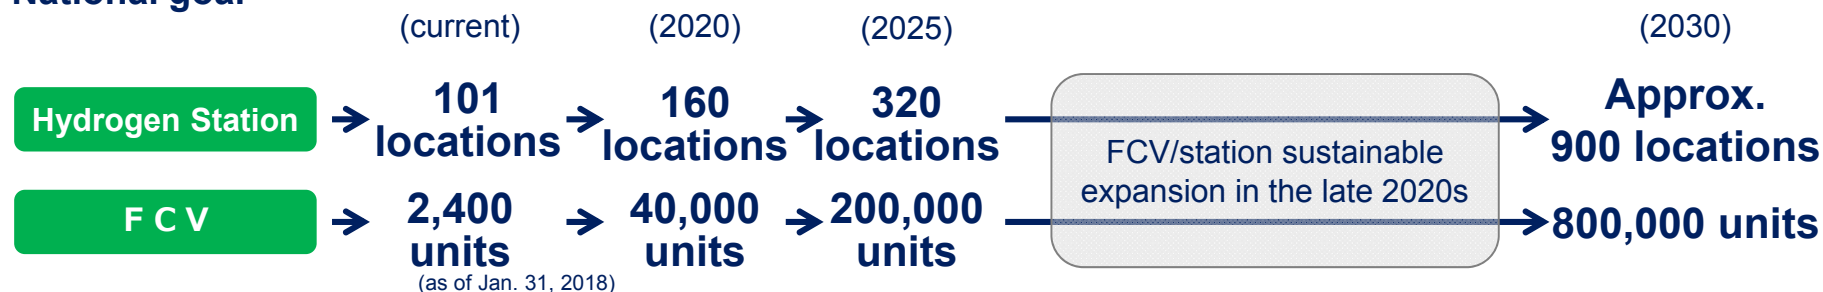 National goal
(current) (2020) (2025) (2030)
Hydrogen Station
101
locations
160
locations
320
locations
FCV/station sustainable
expansion in the late 2020s
Approx.
900 locations
FCV
2,400
units
(as of Jan. 31, 2018)
40,000
units
200,000
units
800,000 units